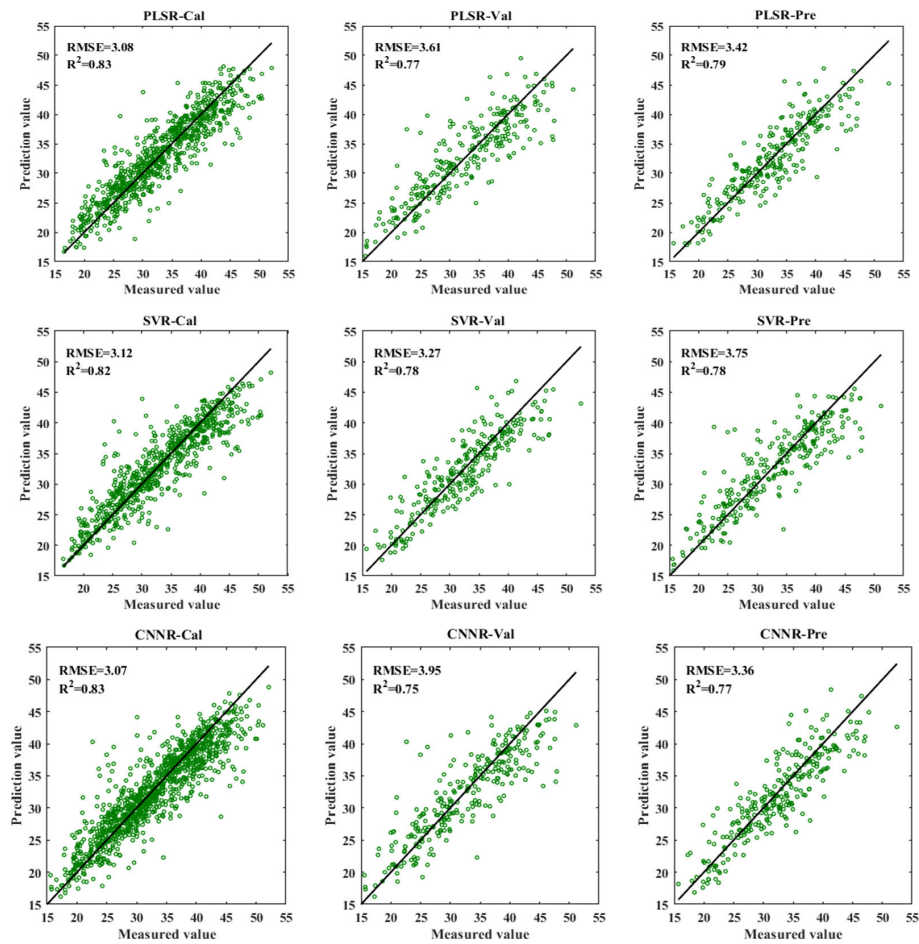 PLSR-Cal
RMSE=3.08
R²=0.83
55
50
45
40
35
30
25
20
15
Prediction value
15 20 25 30 35 40 45 50 55
Measured value
PLSR-Val
RMSE=3.61
R²=0.77
55
50
45
40
35
30
25
20
15
Prediction value
15 20 25 30 35 40 45 50 55
Measured value
PLSR-Pre
RMSE=3.42
R²=0.79
55
50
45
40
35
30
25
20
15
Prediction value
15 20 25 30 35 40 45 50 55
Measured value
SVR-Cal
RMSE=3.12
R²=0.82
55
50
45
40
35
30
25
20
15
Prediction value
15 20 25 30 35 40 45 50 55
Measured value
SVR-Val
RMSE=3.27
R²=0.78
55
50
45
40
35
30
25
20
15
Prediction value
15 20 25 30 35 40 45 50 55
Measured value
SVR-Pre
RMSE=3.75
R²=0.78
55
50
45
40
35
30
25
20
15
Prediction value
15 20 25 30 35 40 45 50 55
Measured value
CNNR-Cal
RMSE=3.07
R²=0.83
55
50
45
40
35
30
25
20
15
Prediction value
15 20 25 30 35 40 45 50 55
Measured value
CNNR-Val
RMSE=3.95
R²=0.75
55
50
45
40
35
30
25
20
15
Prediction value
15 20 25 30 35 40 45 50 55
Measured value
CNNR-Pre
RMSE=3.36
R²=0.77
55
50
45
40
35
30
25
20
15
Prediction value
15 20 25 30 35 40 45 50 55
Measured value